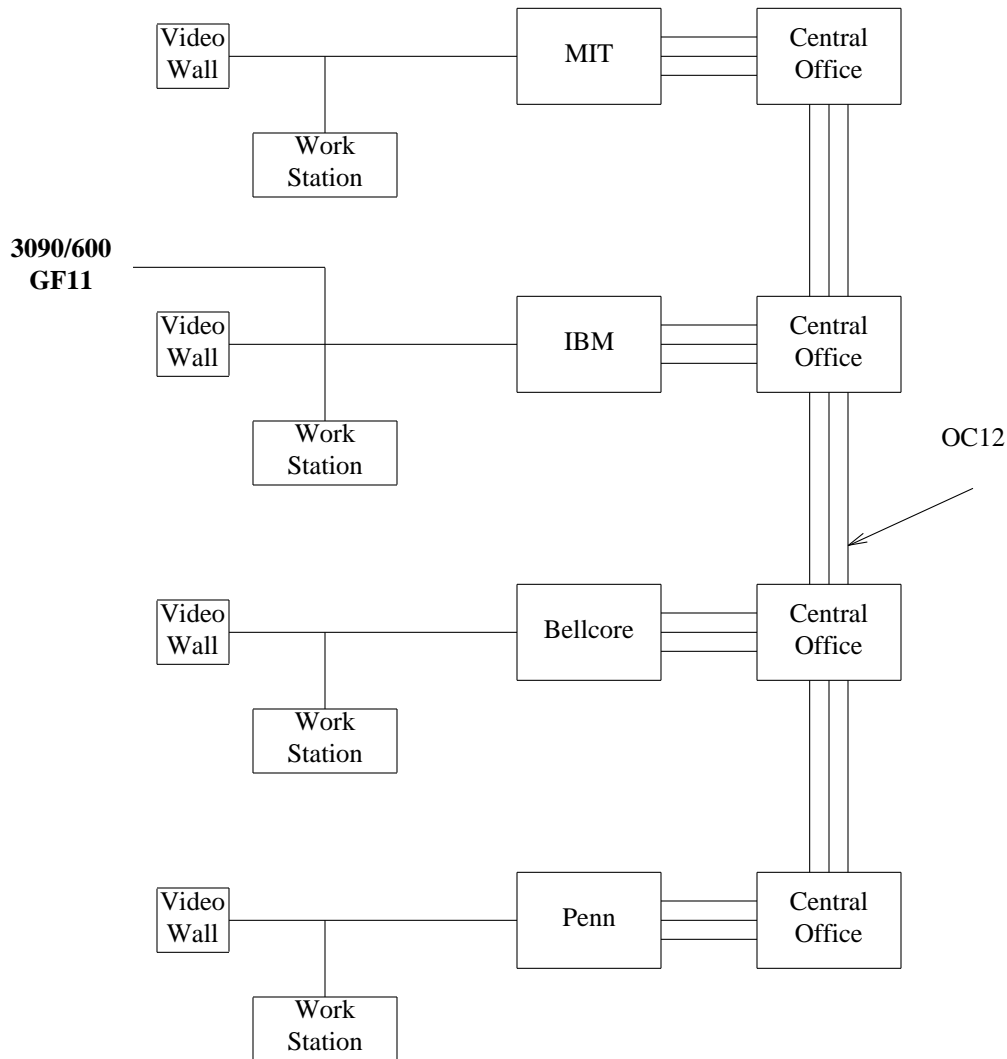 Video
Wall
MIT
Central
Office
Work
Station
3090/600
GF11
Video
Wall
IBM
Central
Office
Work
Station
OC12
Video
Wall
Bellcore
Central
Office
Work
Station
Video
Wall
Penn
Central
Office
Work
Station